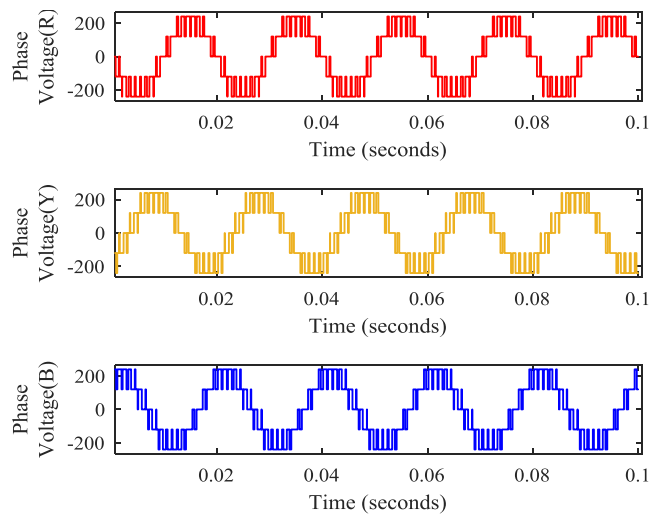 Phase
Voltage(R)
200
0
-200
0.02 0.04 0.06 0.08 0.1
Time (seconds)
Phase
Voltage(Y)
200
0
-200
0.02 0.04 0.06 0.08 0.1
Time (seconds)
Phase
Voltage(B)
200
0
-200
0.02 0.04 0.06 0.08 0.1
Time (seconds)